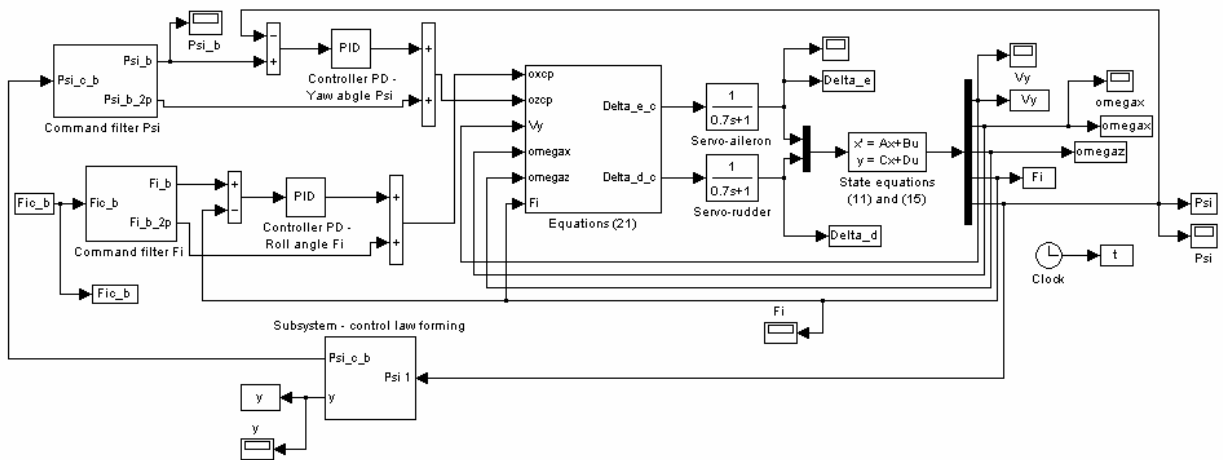 Psi_c_b
Psi_b
Psi_b_2p
Command filter Psi
Psi_b
−
+
PID
Controller PD -
Yaw abgle Psi
+
+
Fic_b
Fic_b
Fi_b
Fi_b_2p
Command filter Fi
Fic_b
+
−
PID
Controller PD -
Roll angle Fi
+
+
oxcp
ozcp
Vy
omegax
omegaz
Fi
Delta_e_c
Delta_d_c
Equations (21)
1
0.7s+1
Servo-aileron
1
0.7s+1
Servo-rudder
Delta_e
Delta_d
x' = Ax+Bu
y = Cx+Du
State equations
(11) and (15)
Vy
Vy
omegax
omegax
omegaz
Fi
Psi
Psi
Clock
t
Fi
Subsystem - control law forming
Psi_c_b
Psi 1
y
y
y